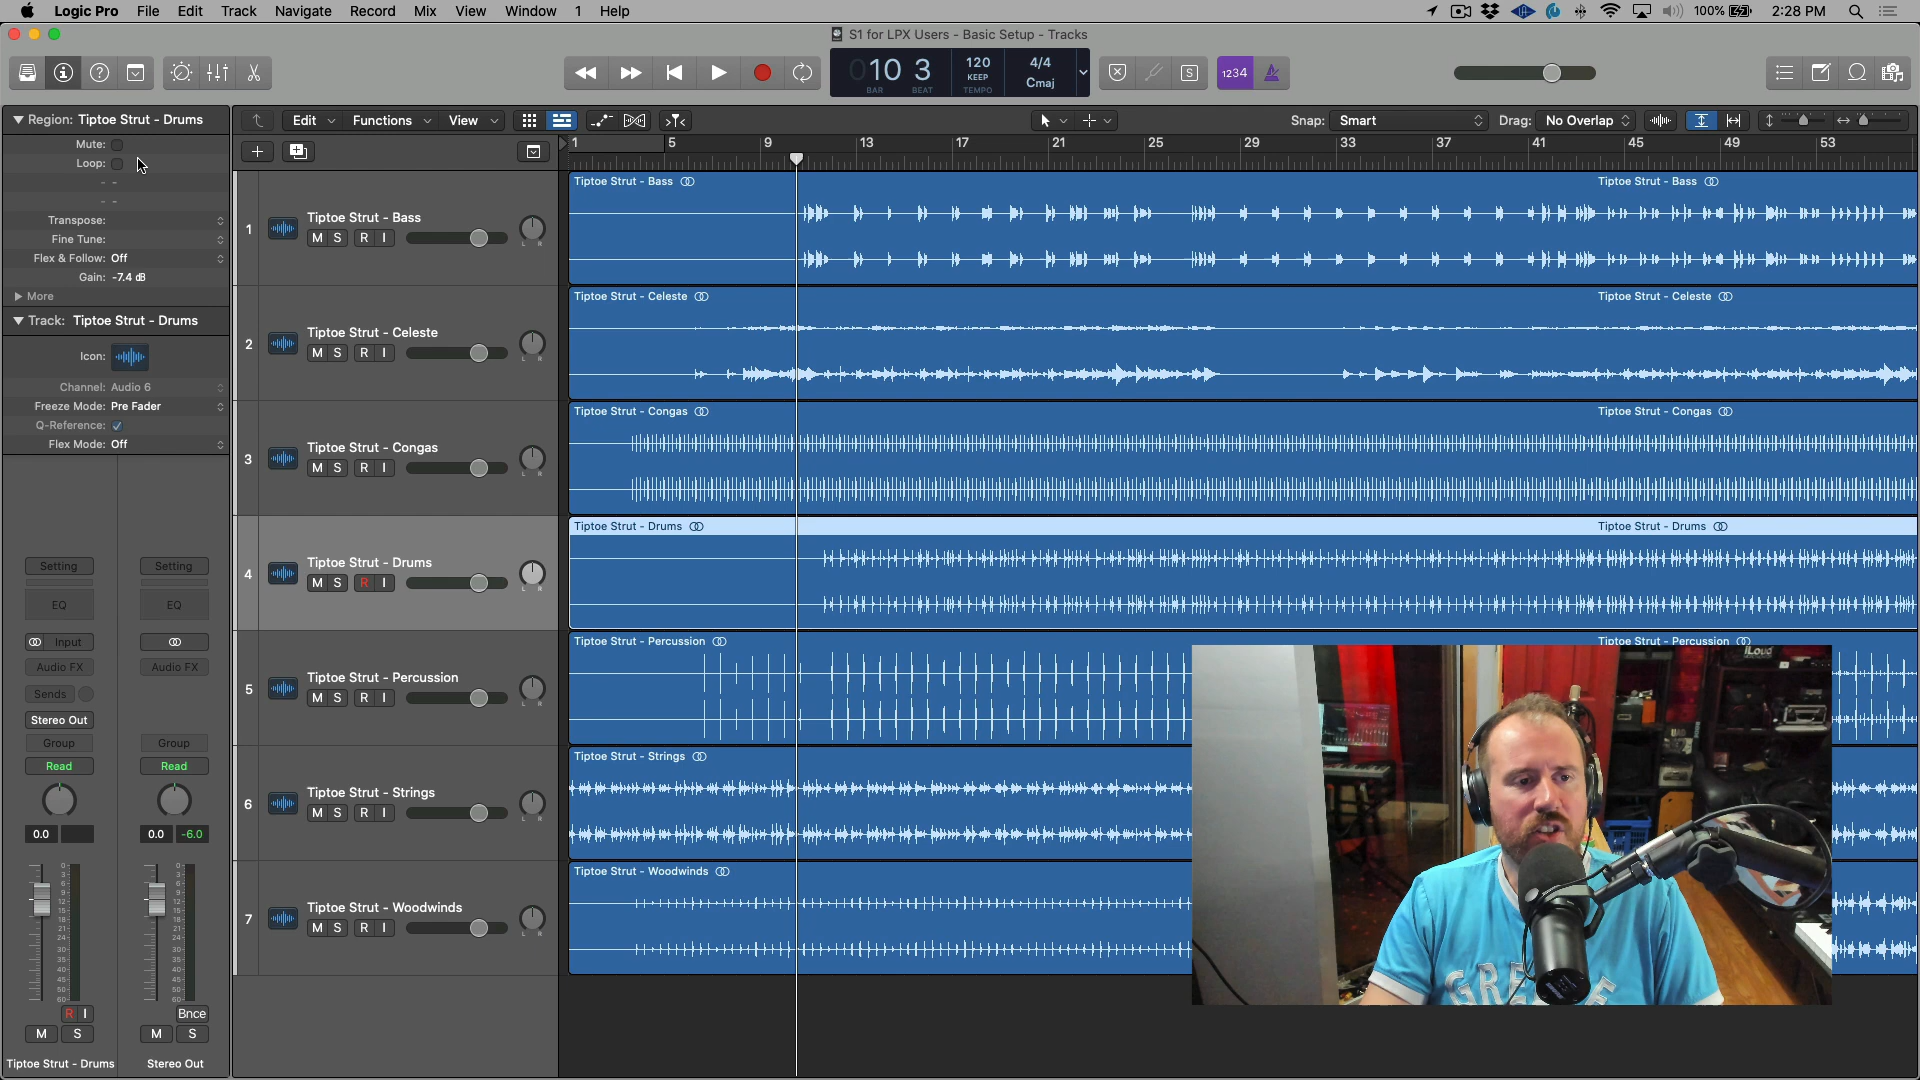 Logic Pro File Edit Track Navigate Record Mix View Window 1 Help
100% 2:28 PM
S1 for LPX Users - Basic Setup - Tracks
10 3
BAR BEAT
120
KEEP
TEMPO
4/4
Cmaj
S
1234
Region: Tiptoe Strut - Drums
Mute:
Loop:
- -
- -
Transpose:
Fine Tune:
Flex & Follow: Off
Gain: -7.4 dB
More
Track: Tiptoe Strut - Drums
Icon:
Channel: Audio 6
Freeze Mode: Pre Fader
Q-Reference:
Flex Mode: Off
Setting Setting
EQ EQ
Input
Audio FX Audio FX
Sends
Stereo Out
Group Group
Read Read
0.0 0.0 -6.0
R I Bnce
M S M S
Tiptoe Strut - Drums Stereo Out
Edit Functions View
Snap: Smart Drag: No Overlap
1 5 9 13 17 21 25 29 33 37 41 45 49 53
1 Tiptoe Strut - Bass
M S R I L R
2 Tiptoe Strut - Celeste
M S R I L R
3 Tiptoe Strut - Congas
M S R I L R
4 Tiptoe Strut - Drums
M S R I L R
5 Tiptoe Strut - Percussion
M S R I L R
6 Tiptoe Strut - Strings
M S R I L R
7 Tiptoe Strut - Woodwinds
M S R I L R
Tiptoe Strut - Bass Tiptoe Strut - Bass
Tiptoe Strut - Celeste Tiptoe Strut - Celeste
Tiptoe Strut - Congas Tiptoe Strut - Congas
Tiptoe Strut - Drums Tiptoe Strut - Drums
Tiptoe Strut - Percussion Tiptoe Strut - Percussion
Tiptoe Strut - Strings
Tiptoe Strut - Woodwinds
iLoud